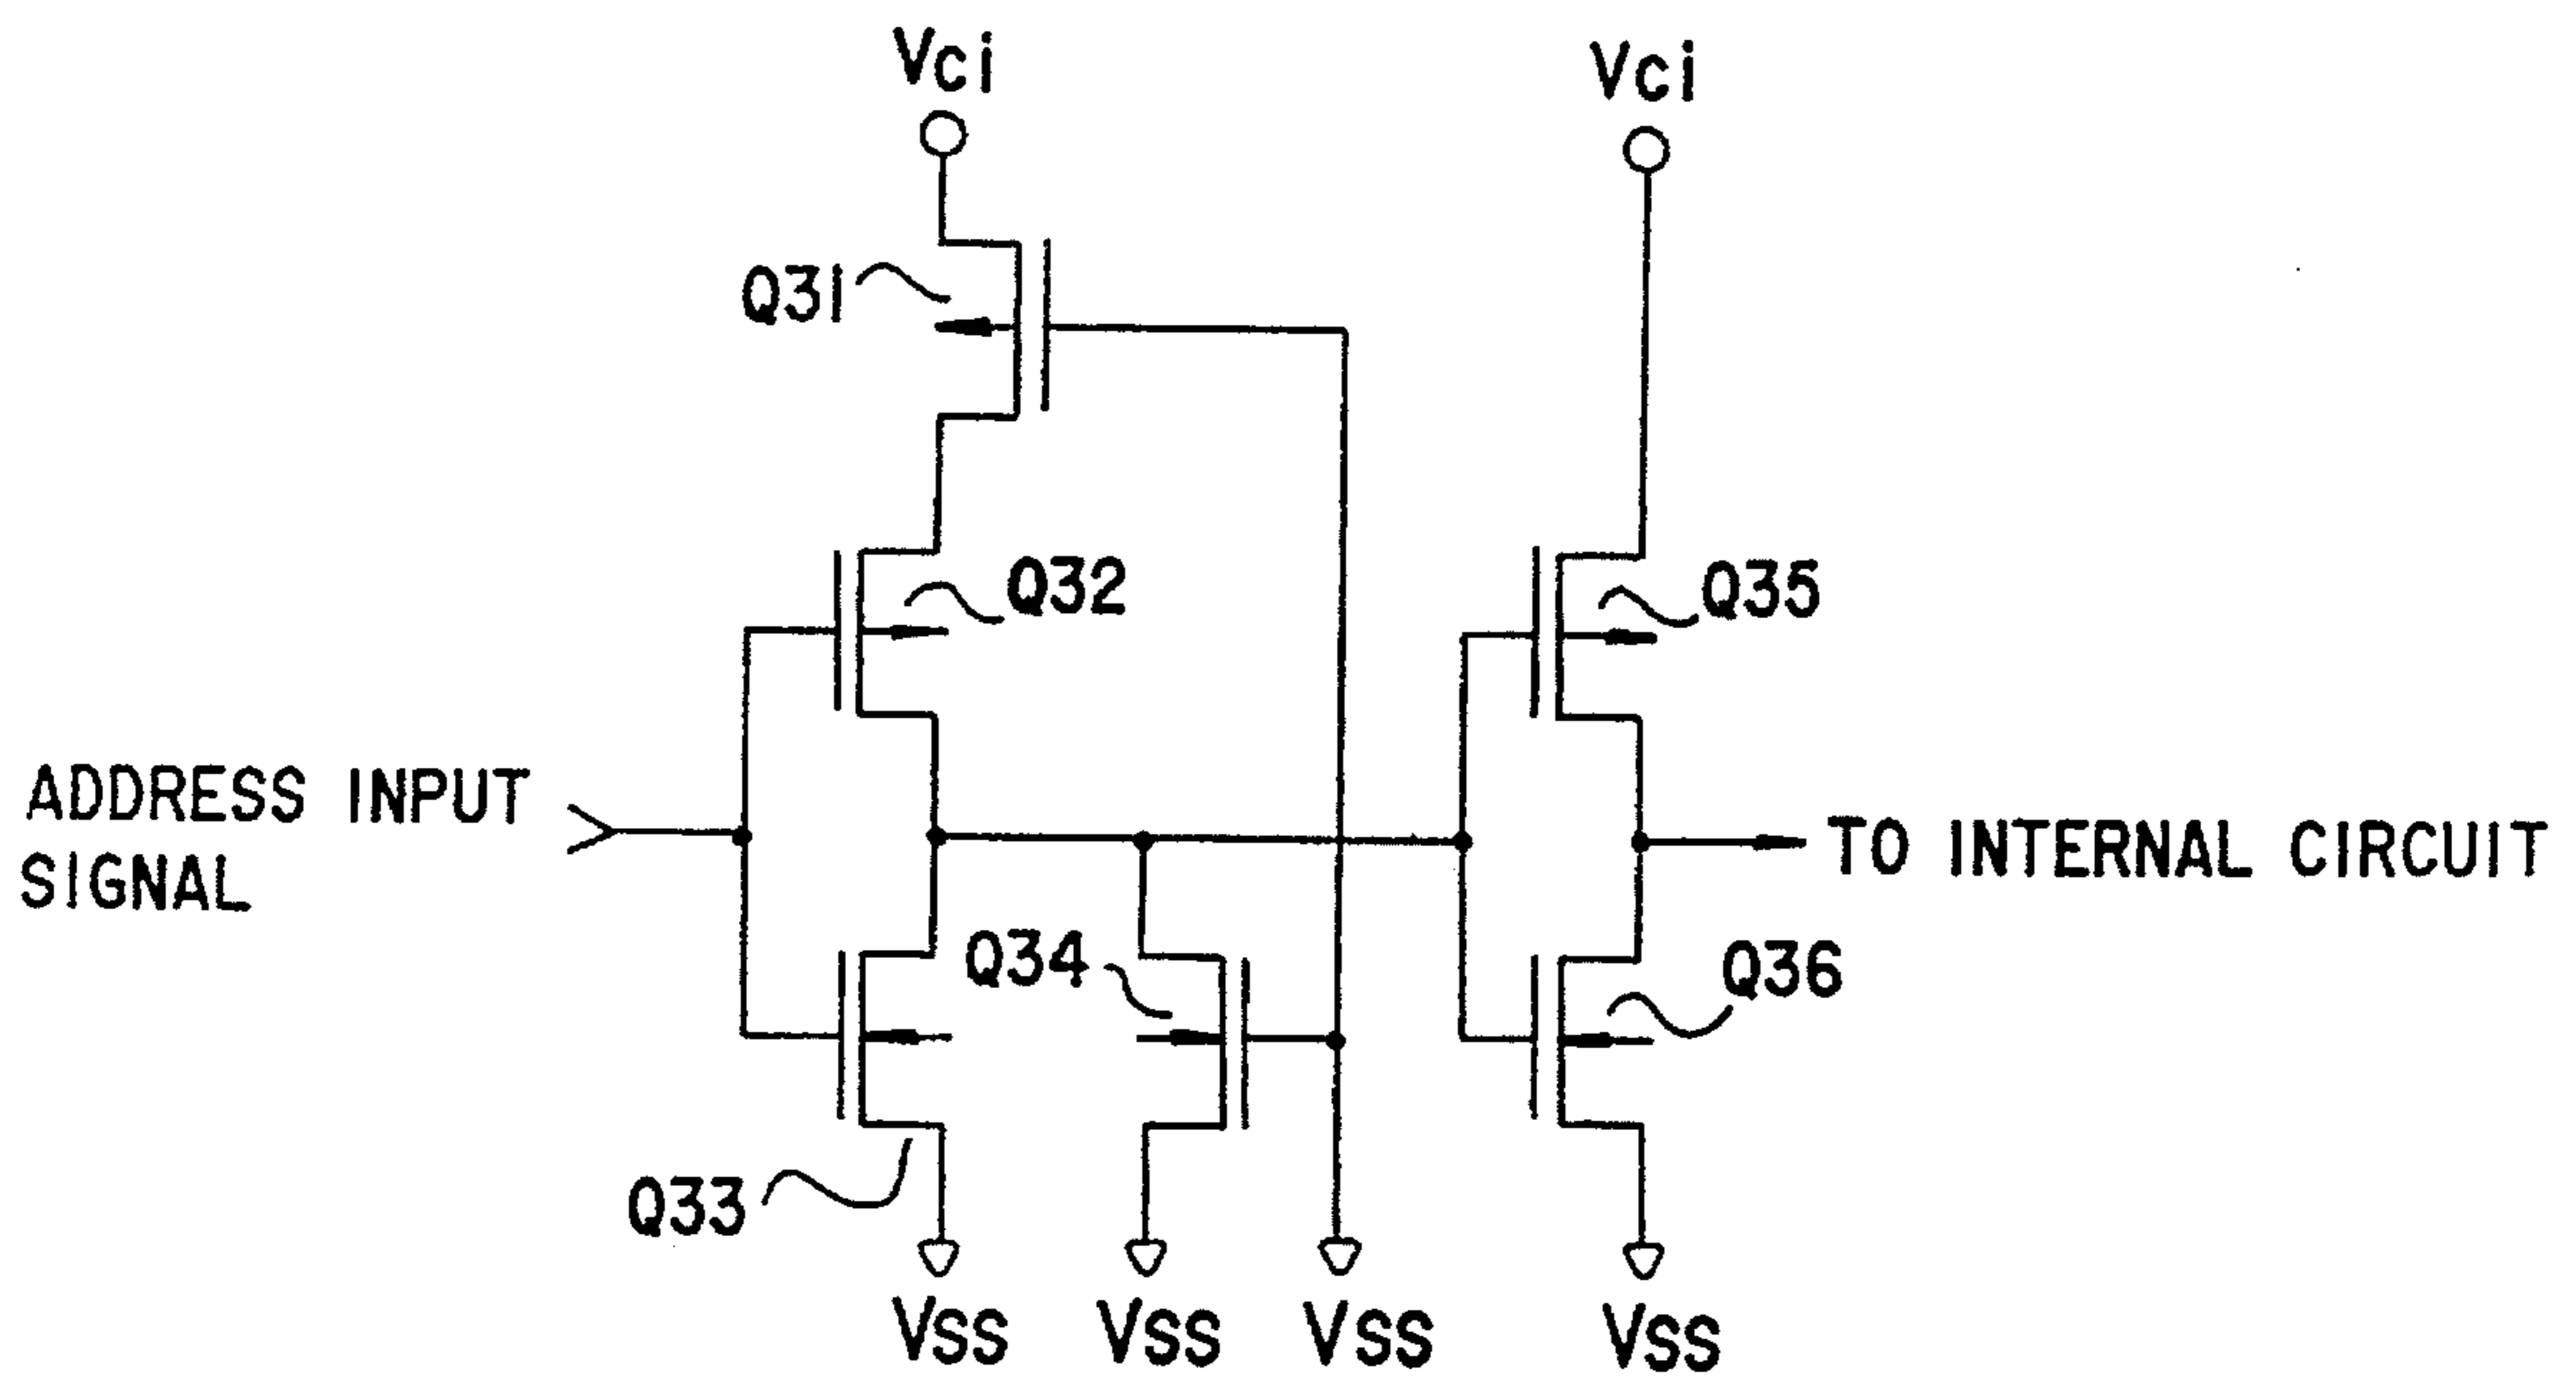 Vci
Vci
Q31
Q32
Q35
ADDRESS INPUT
SIGNAL
TO INTERNAL CIRCUIT
Q34
Q36
Q33
VSS
VSS
VSS
VSS